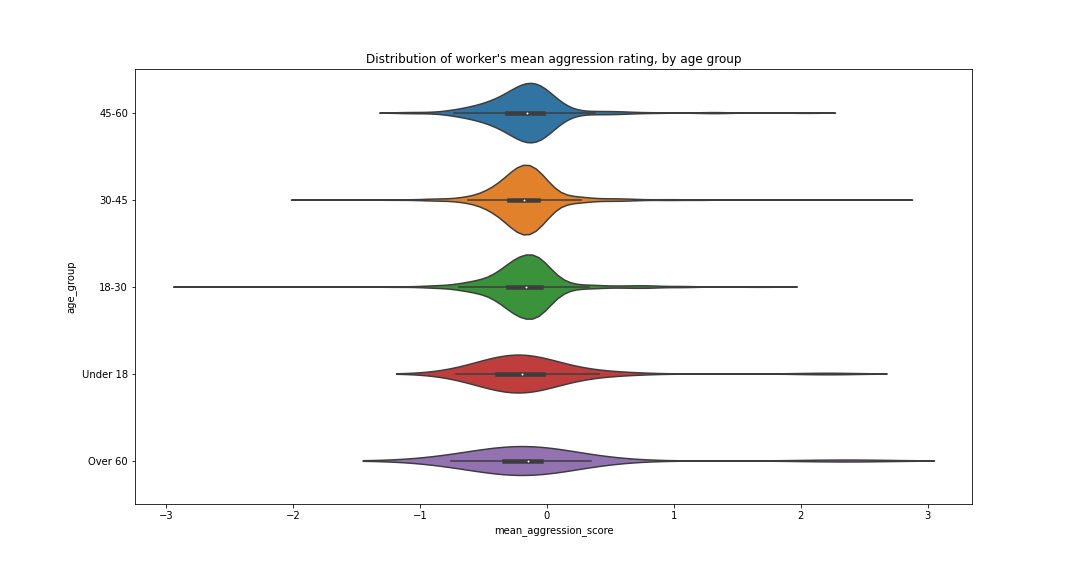 Distribution of worker's mean aggression rating, by age group
age_group
45-60
30-45
18-30
Under 18
Over 60
−3 −2 −1 0 1 2 3
mean_aggression_score